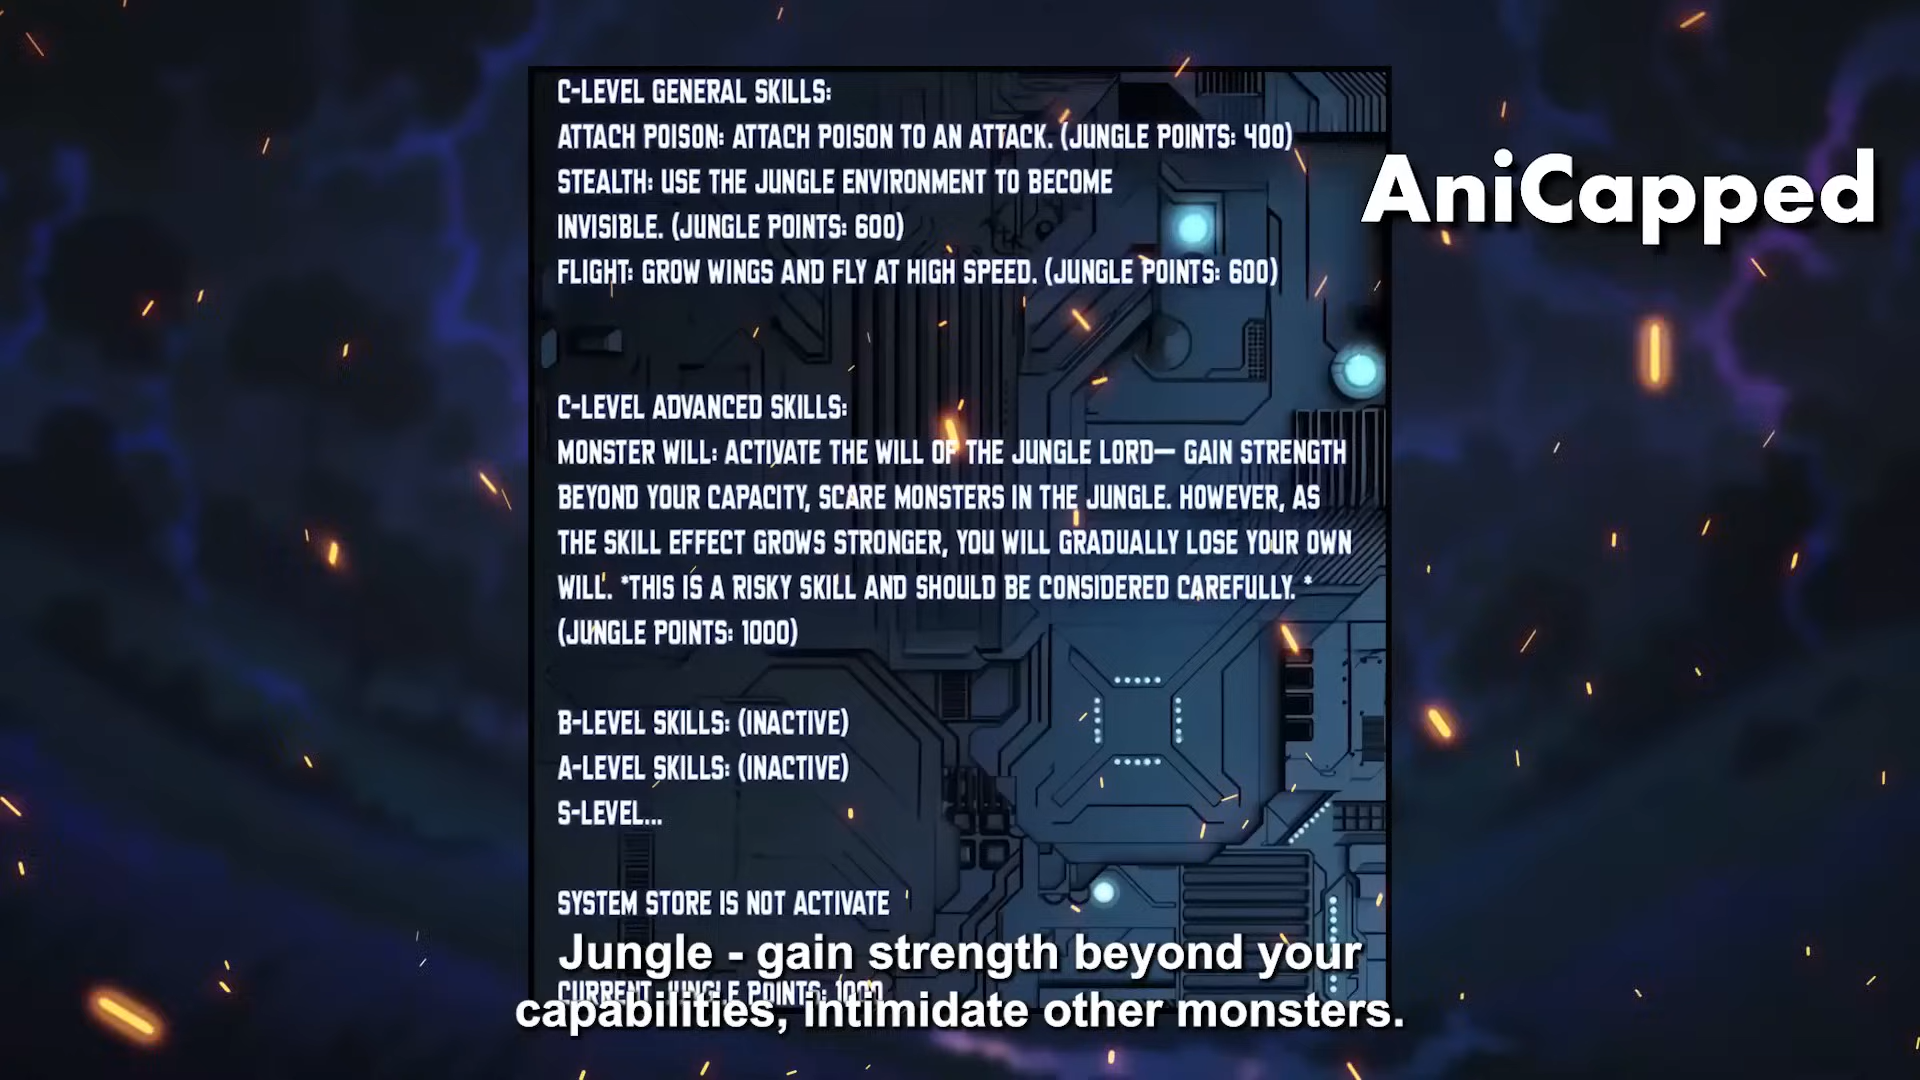 C-LEVEL GENERAL SKILLS:
ATTACH POISON: ATTACH POISON TO AN ATTACK. (JUNGLE POINTS: 400)
STEALTH: USE THE JUNGLE ENVIRONMENT TO BECOME
INVISIBLE. (JUNGLE POINTS: 600)
FLIGHT: GROW WINGS AND FLY AT HIGH SPEED. (JUNGLE POINTS: 600)
AniCapped
C-LEVEL ADVANCED SKILLS:
MONSTER WILL: ACTIVATE THE WILL OF THE JUNGLE LORD— GAIN STRENGTH
BEYOND YOUR CAPACITY, SCARE MONSTERS IN THE JUNGLE. HOWEVER, AS
THE SKILL EFFECT GROWS STRONGER, YOU WILL GRADUALLY LOSE YOUR OWN
WILL. *THIS IS A RISKY SKILL AND SHOULD BE CONSIDERED CAREFULLY. *
(JUNGLE POINTS: 1000)
B-LEVEL SKILLS: (INACTIVE)
A-LEVEL SKILLS: (INACTIVE)
S-LEVEL...
SYSTEM STORE IS NOT ACTIVATE
CURRENT JUNGLE POINTS: 1000
Jungle - gain strength beyond your
capabilities, intimidate other monsters.